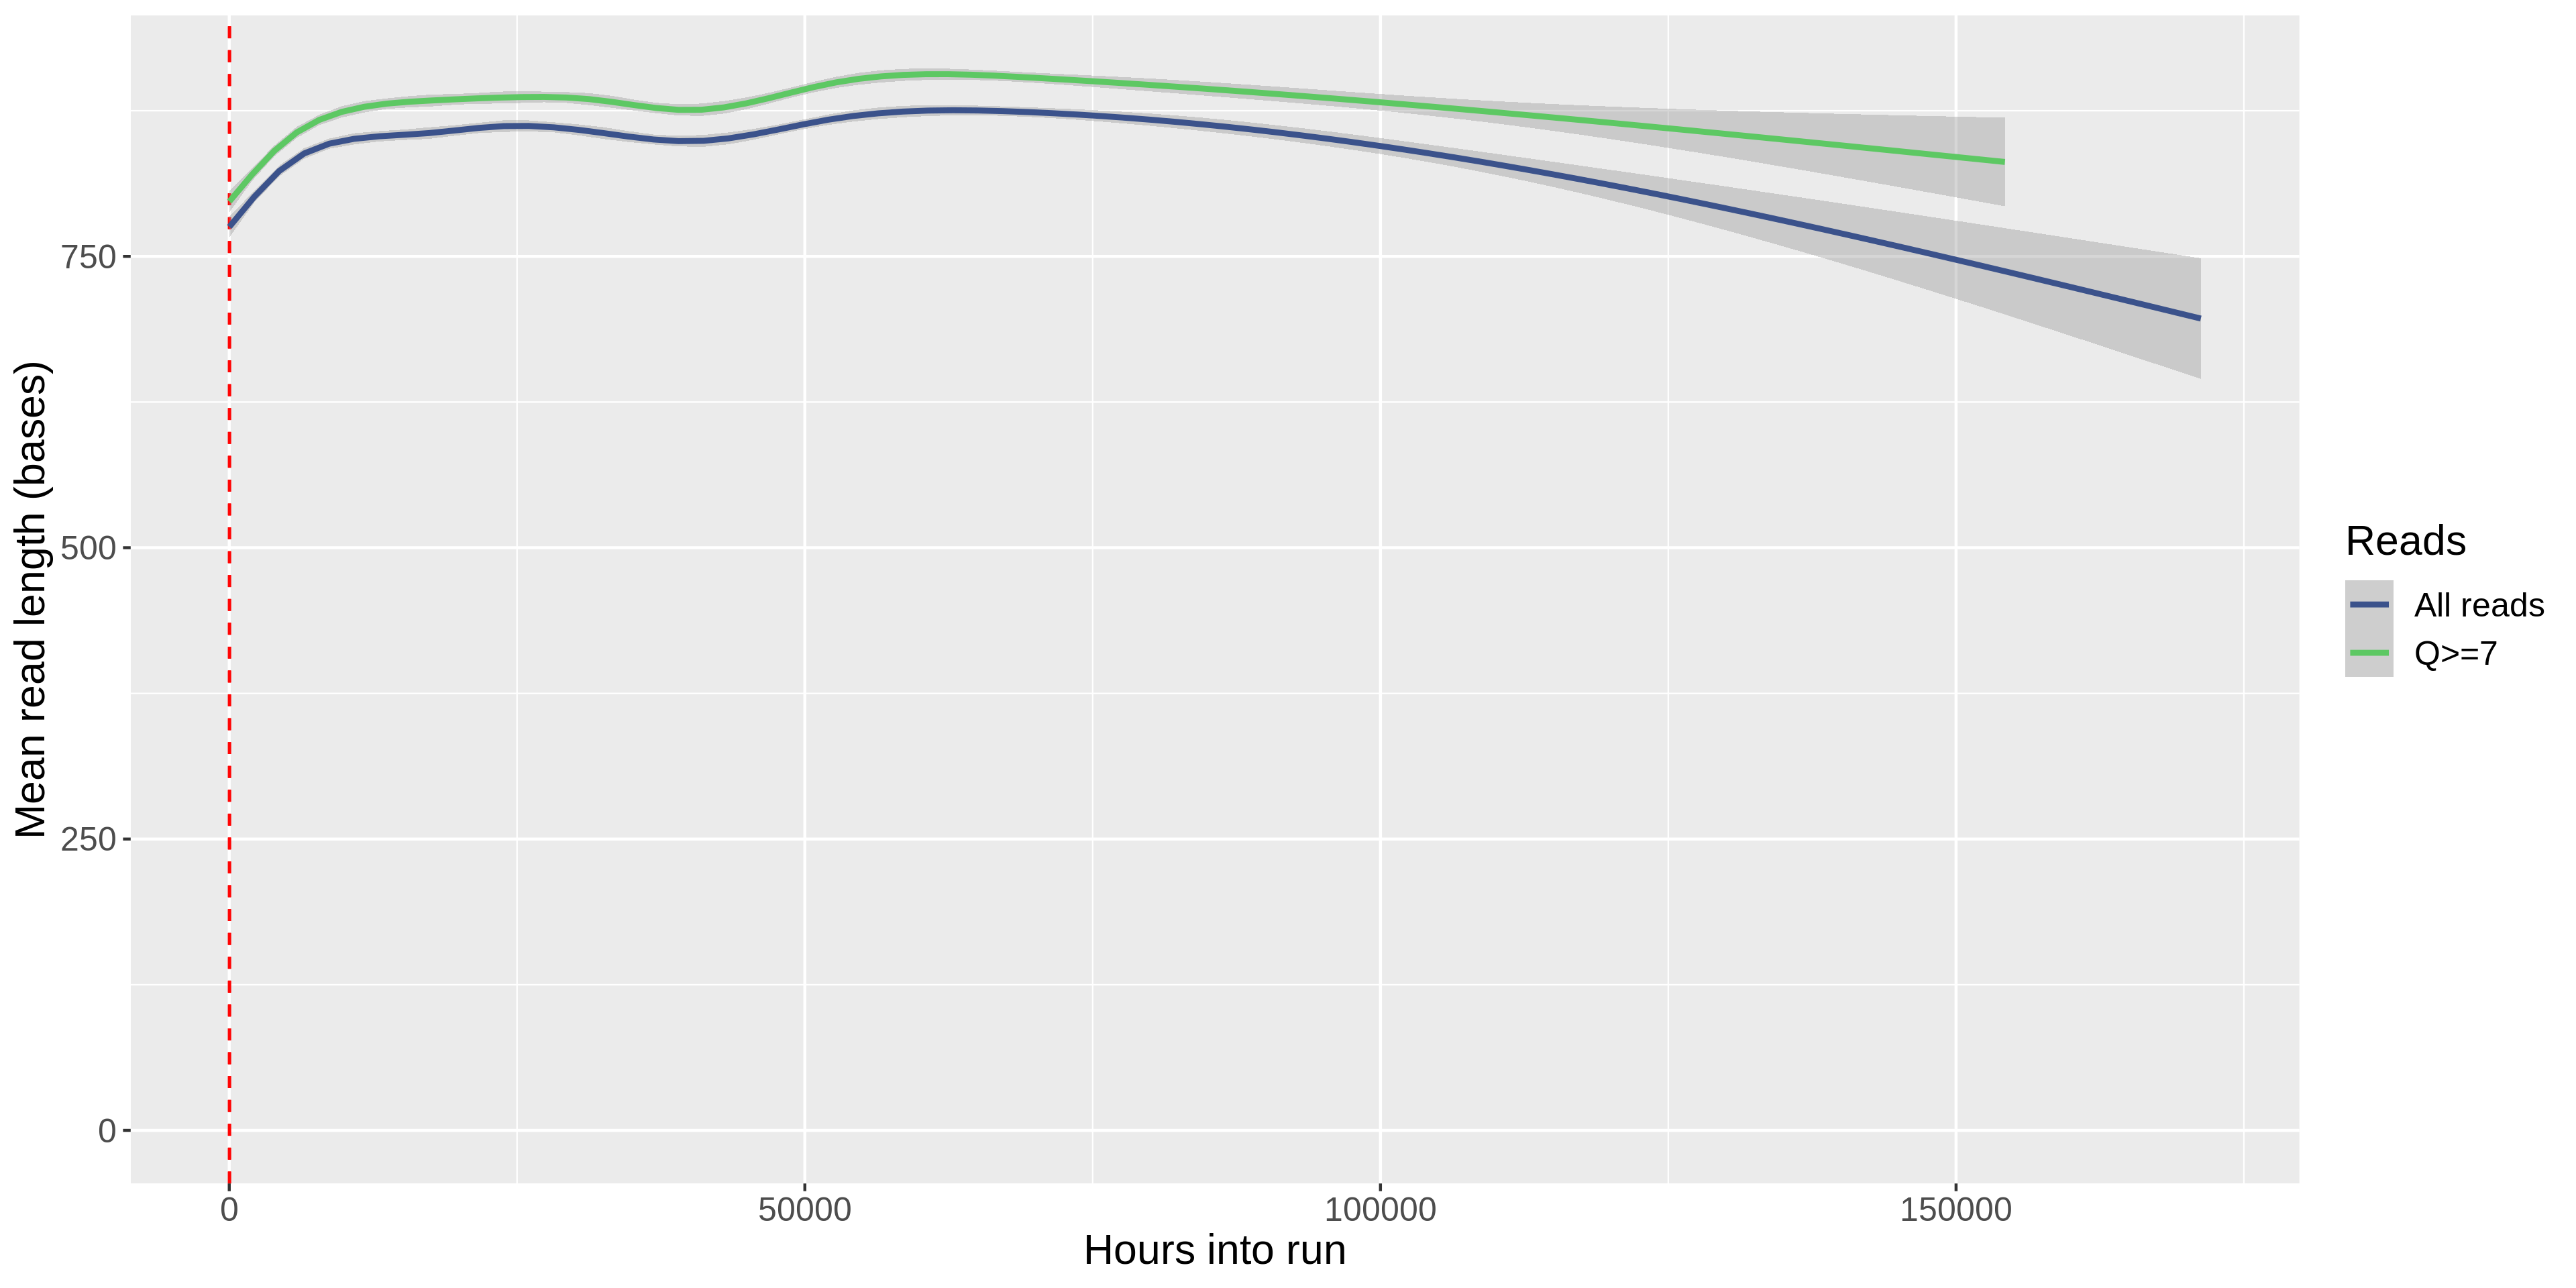 Mean read length (bases)
750
500
250
0
0
50000
100000
150000
Hours into run
Reads
All reads
Q>=7